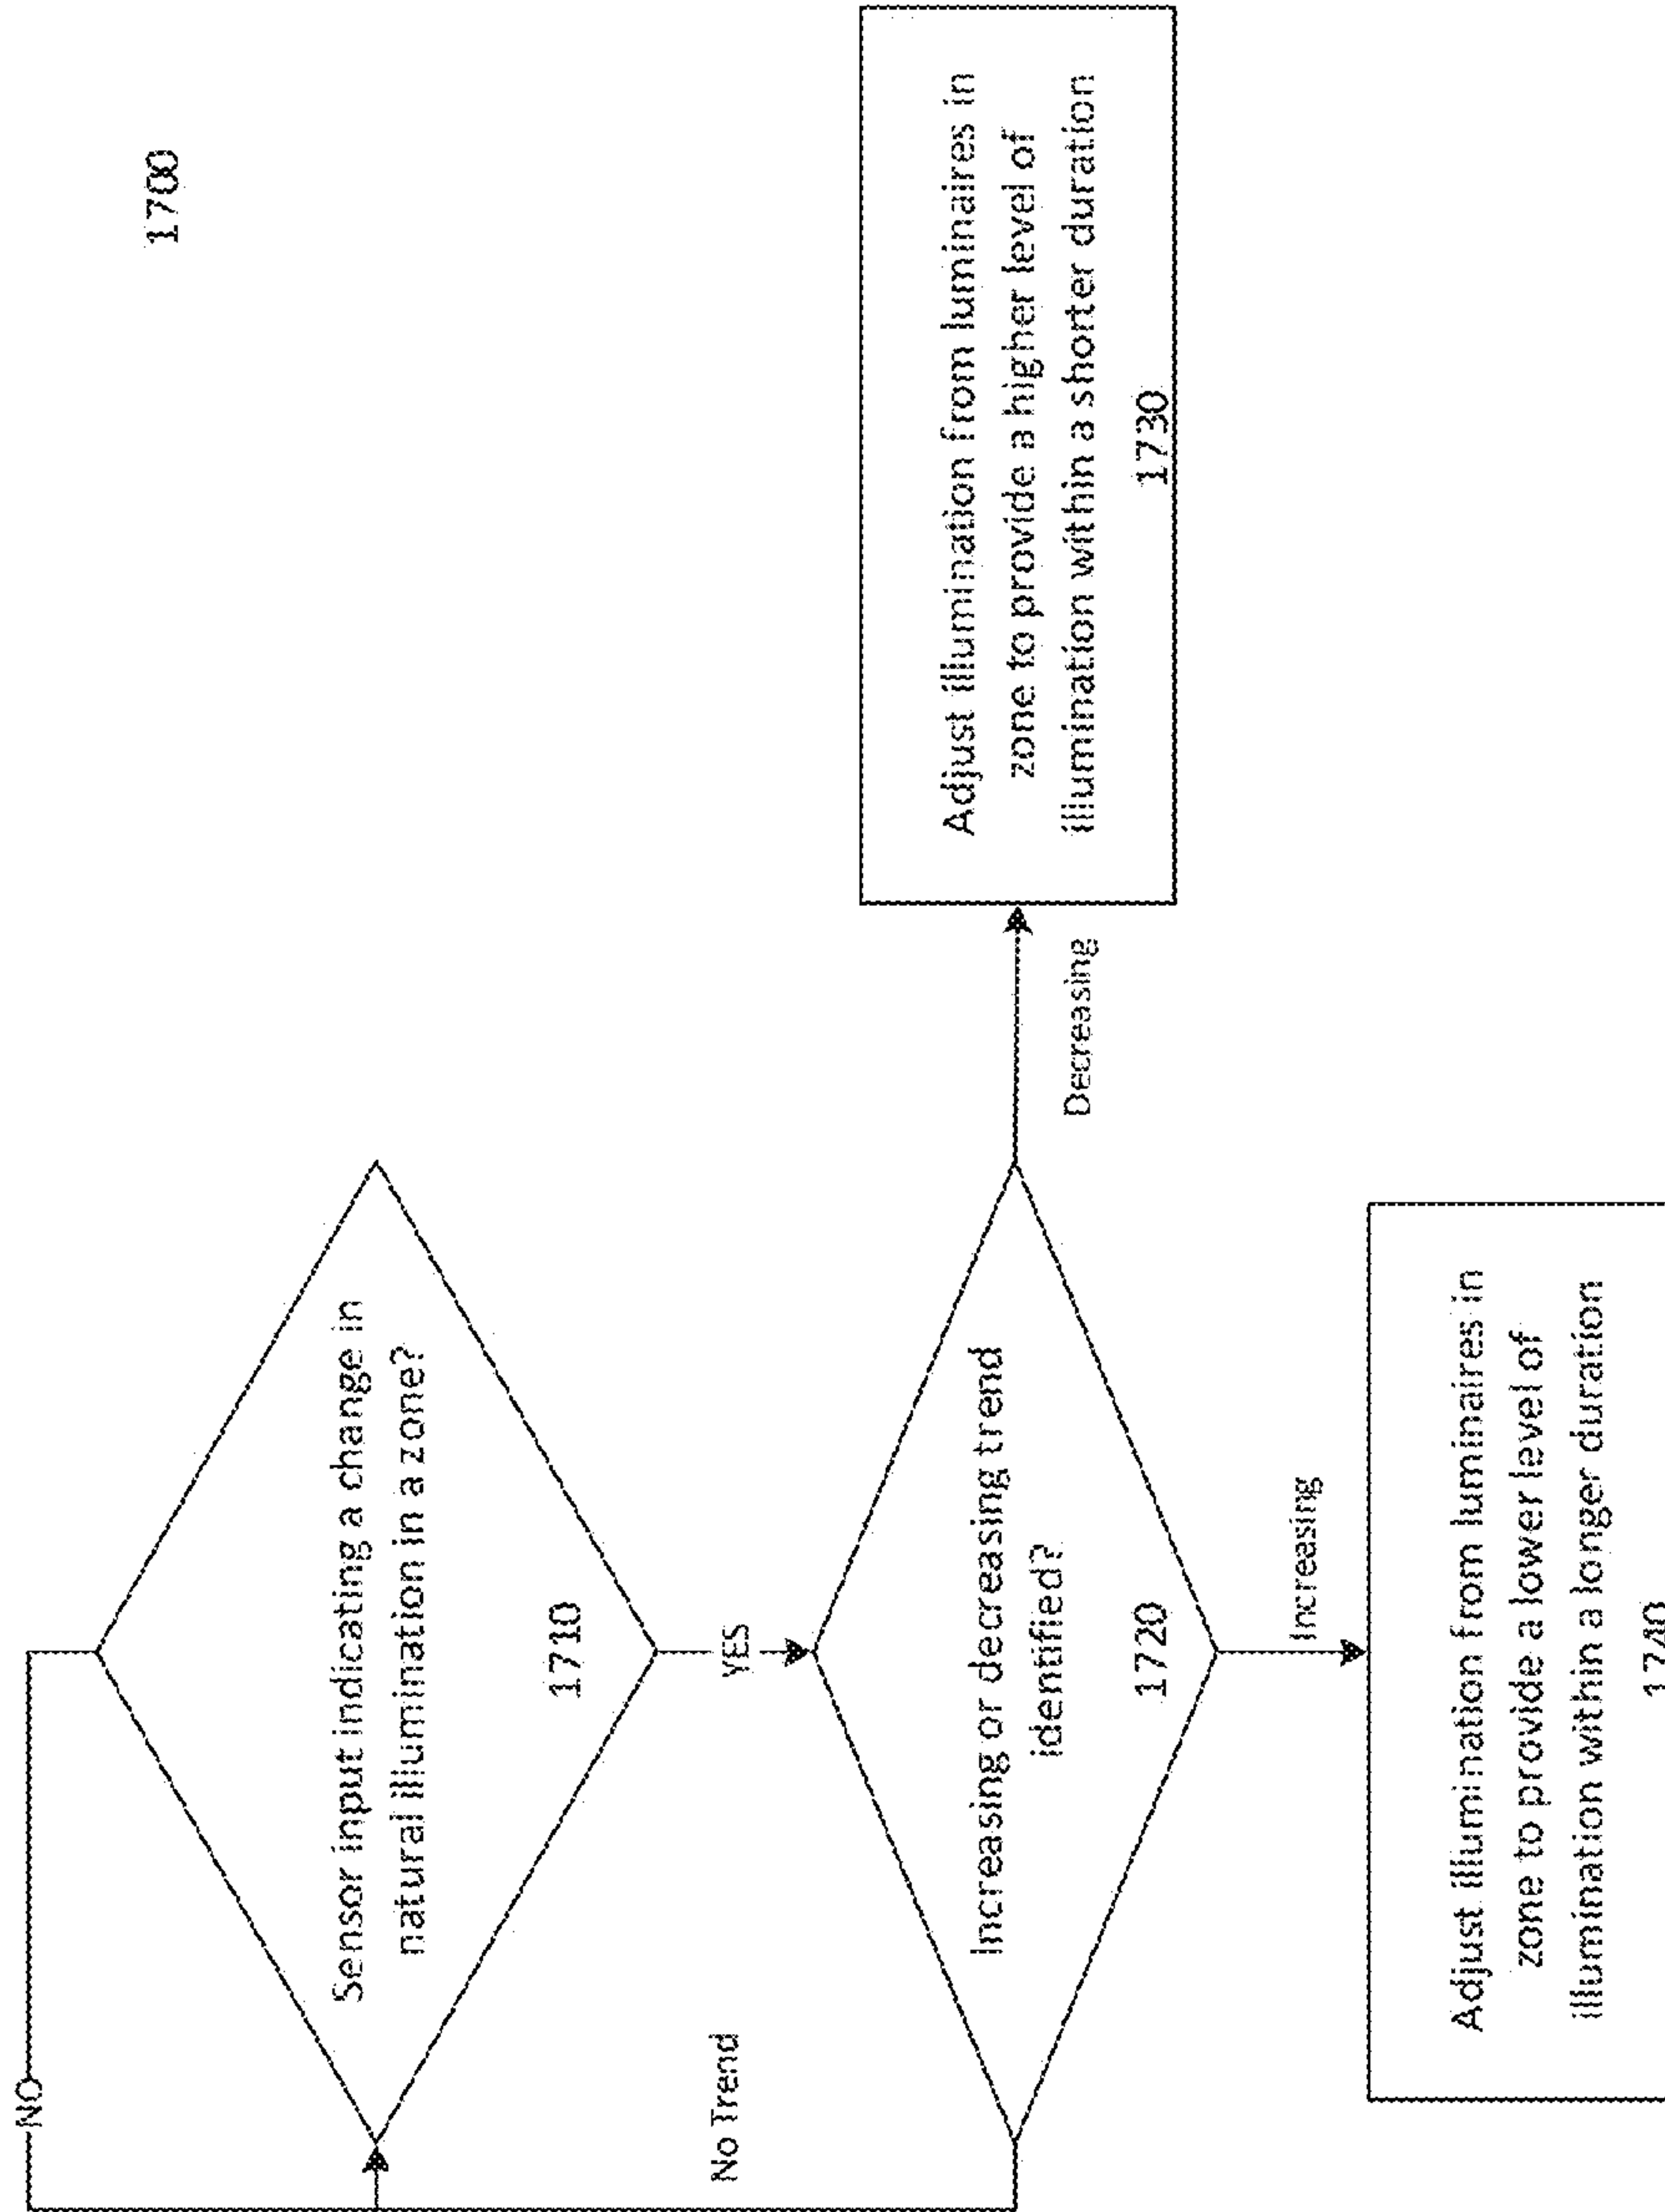 1700
NO
Sensor input indicating a change in
natural illumination in a zone?
1710
YES
No Trend
Increasing or decreasing trend
identified?
1720
Decreasing
Adjust illumination from luminaires in
zone to provide a higher level of
illumination within a shorter duration
1730
Increasing
Adjust illumination from luminaires in
zone to provide a lower level of
illumination within a longer duration
1740